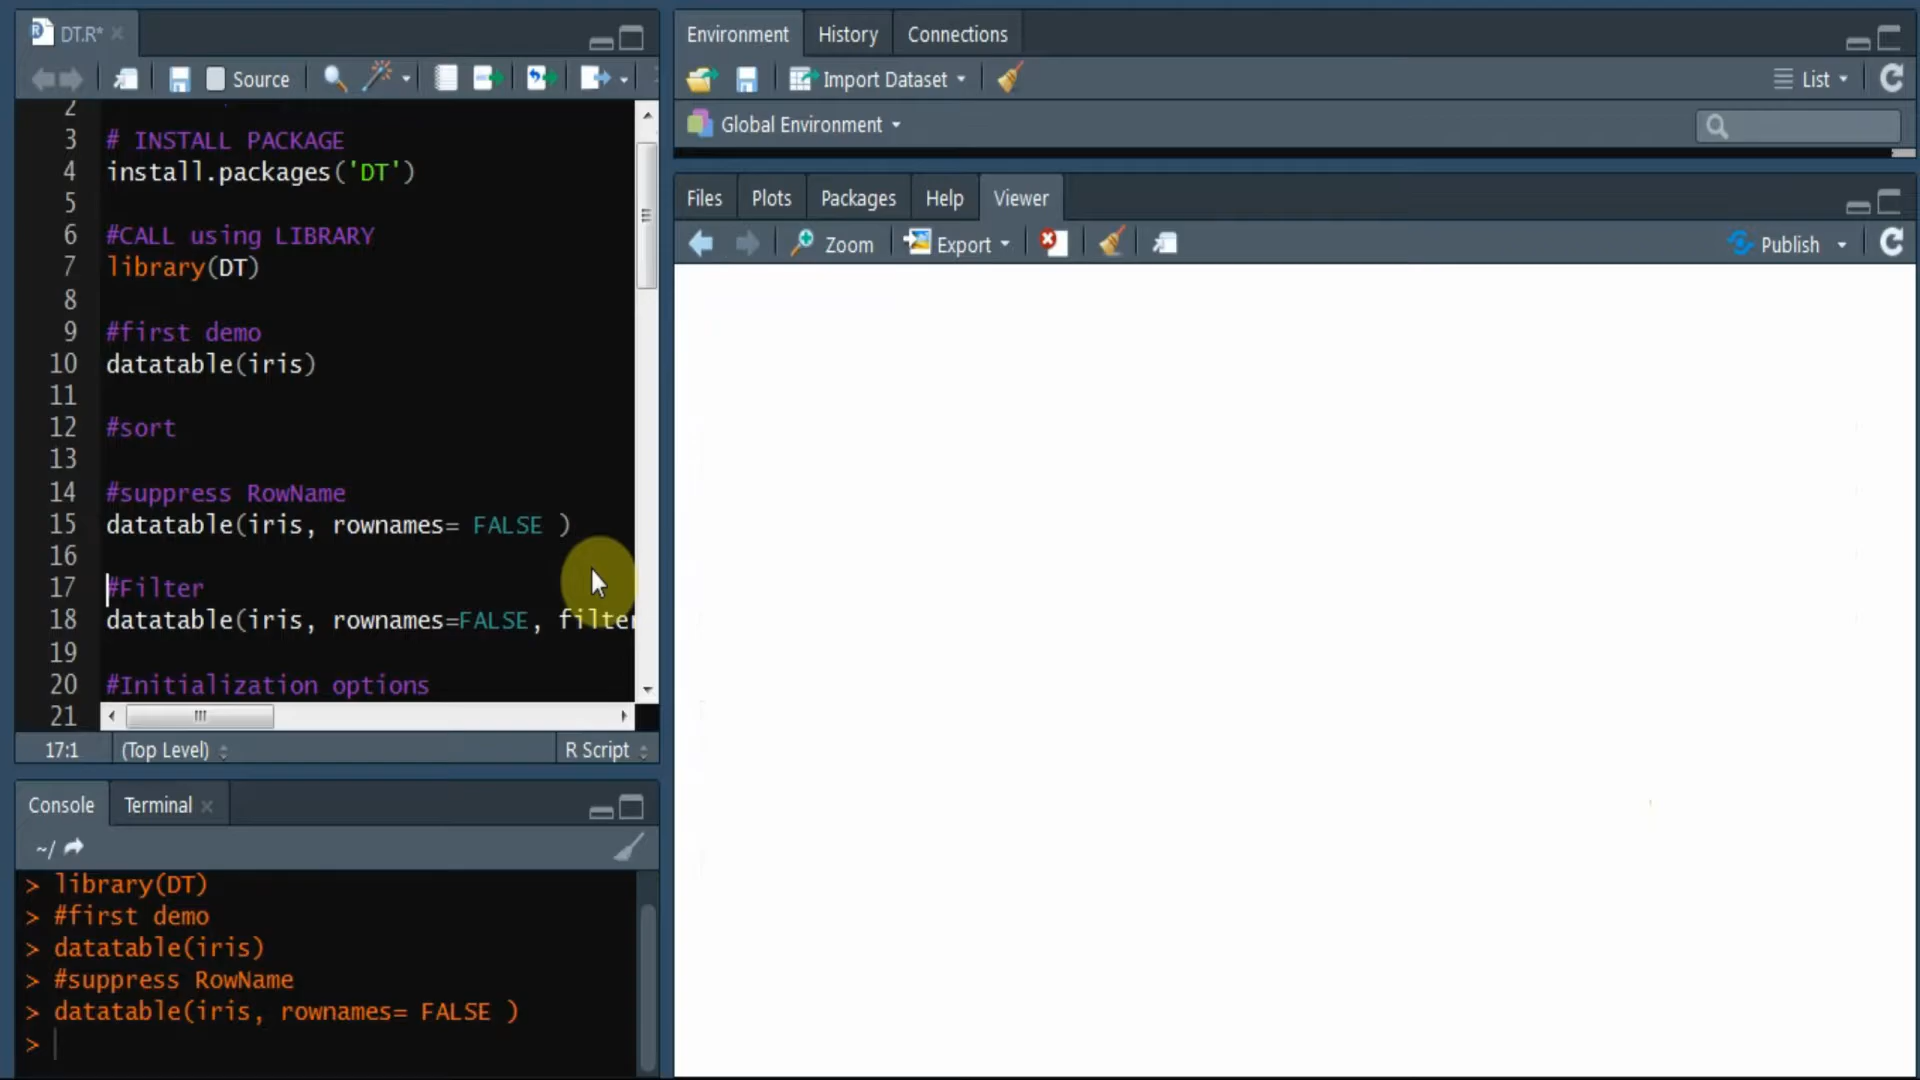 DT.R*
Source
2
3 # INSTALL PACKAGE
4 install.packages('DT')
5
6 #CALL using LIBRARY
7 library(DT)
8
9 #first demo
10 datatable(iris)
11
12 #sort
13
14 #suppress RowName
15 datatable(iris, rownames= FALSE )
16
17 #Filter
18 datatable(iris, rownames=FALSE, filter
19
20 #Initialization options
21
17:1 (Top Level) R Script
Console Terminal
~/
> library(DT)
> #first demo
> datatable(iris)
> #suppress RowName
> datatable(iris, rownames= FALSE )
>
Environment History Connections
Import Dataset List
Global Environment
Files Plots Packages Help Viewer
Zoom Export Publish